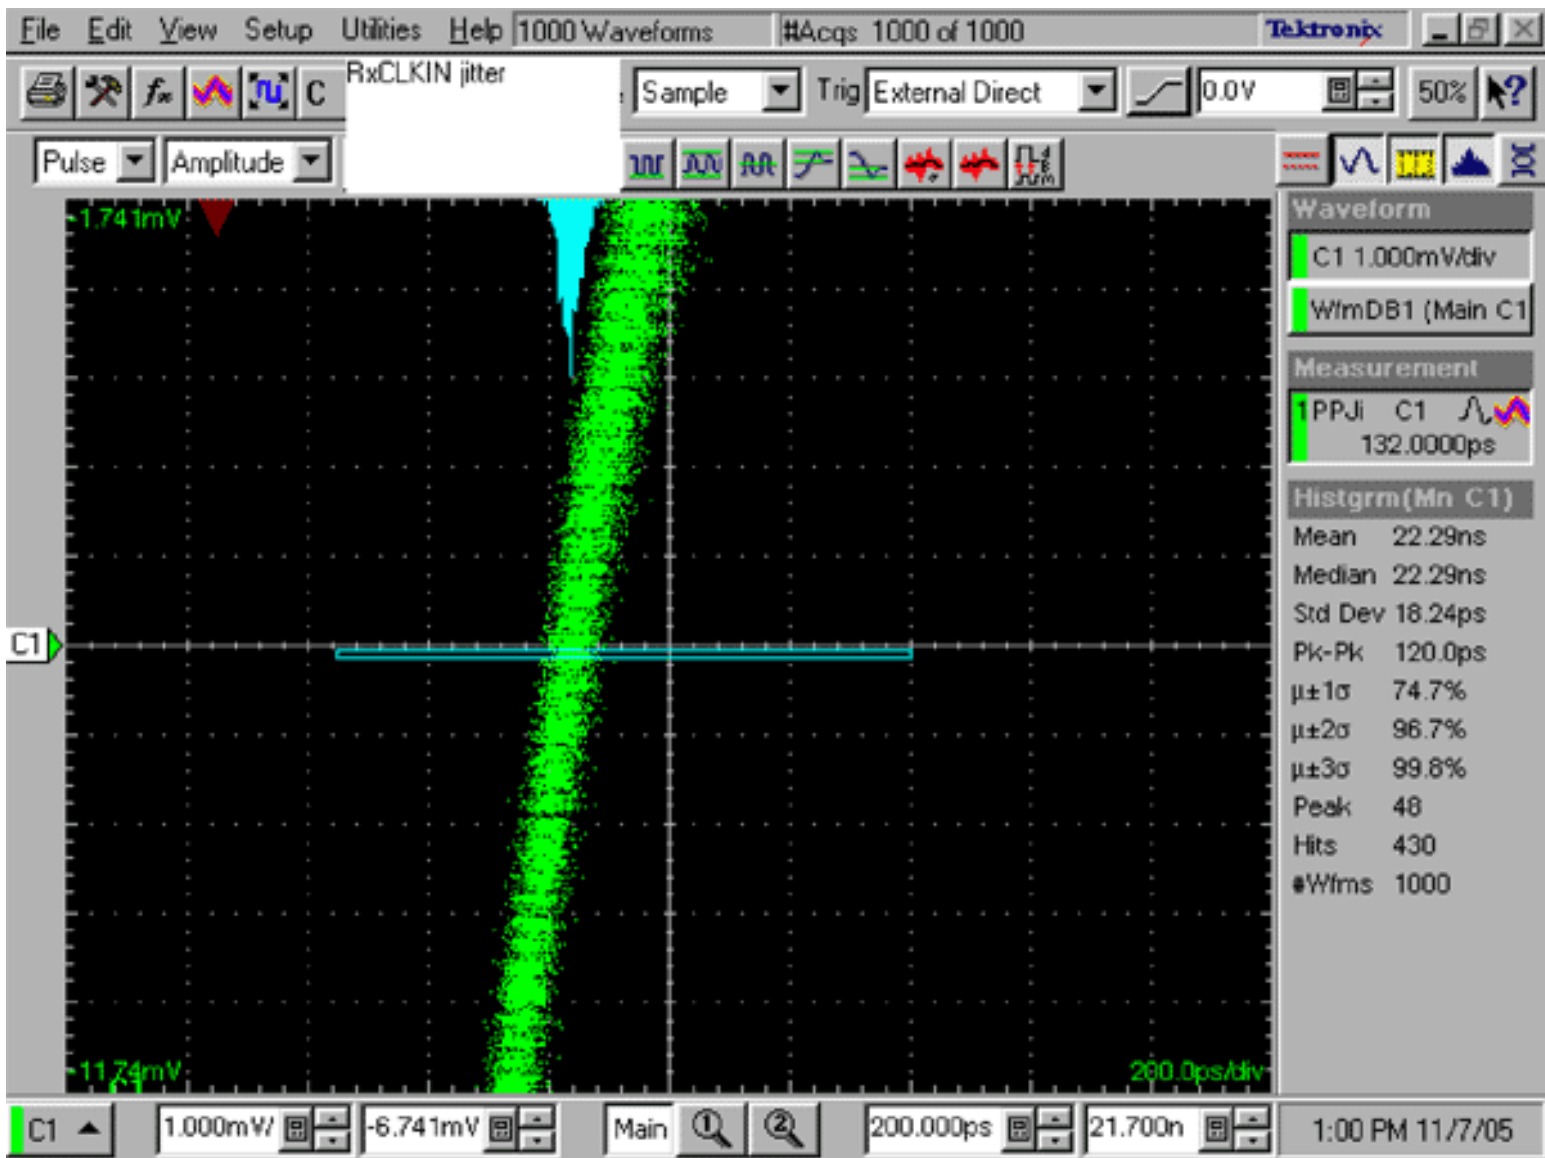 File Edit View Setup Utilities Help 1000 Waveforms #Acqs 1000 of 1000 Tektronix
C RxCLKIN jitter Sample Trig External Direct 0.0V 50% ?
Pulse Amplitude
-1.741mV
Waveform
C1 1.000mV/div
WfmDB1 (Main C1
Measurement
1 PPJi C1
132.0000ps
Histgrm(Mn C1)
Mean 22.29ns
Median 22.29ns
Std Dev 18.24ps
Pk-Pk 120.0ps
µ±1σ 74.7%
µ±2σ 96.7%
µ±3σ 99.8%
Peak 48
Hits 430
#Wfms 1000
C1
-11.74mV 200.0ps/div
C1 1.000mV/ -6.741mV Main 1 2 200.000ps 21.700n 1:00 PM 11/7/05